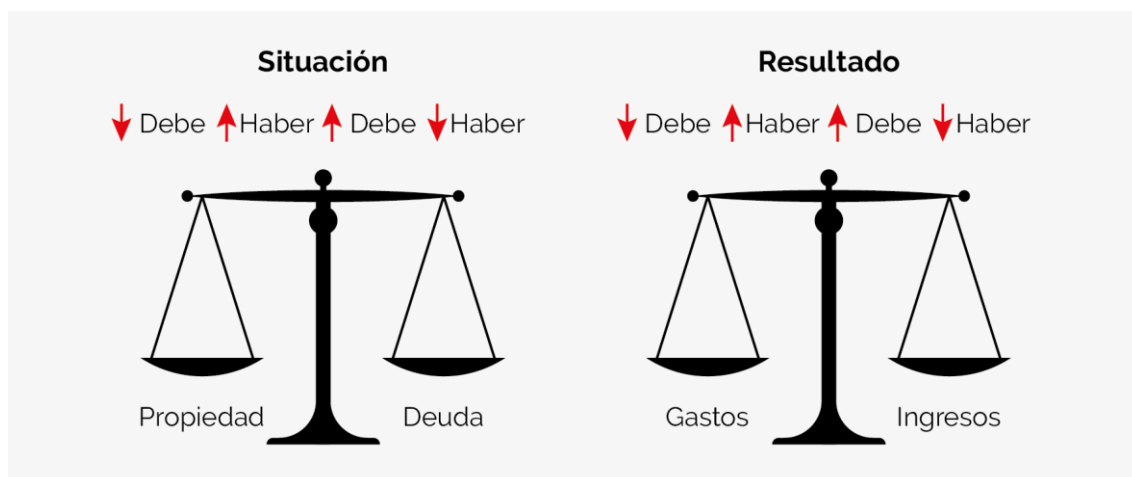 Situación
Debe Haber Debe Haber
Propiedad Deuda
Resultado
Debe Haber Debe Haber
Gastos Ingresos